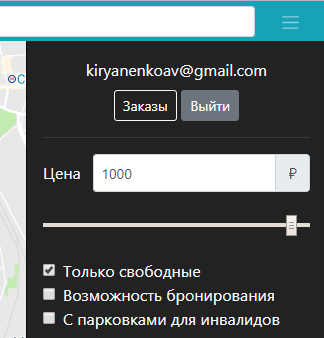 С
kiryanenkoav@gmail.com
Заказы Выйти
Цена 1000 ₽
Только свободные
Возможность бронирования
С парковками для инвалидов